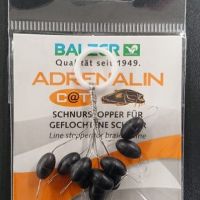 BALZER
Qualität seit 1949.
ADRENALIN
C@T
SCHNURSTOPPER FÜR
GEFLOCHTENE SCHNUR
Line stopper for braided line